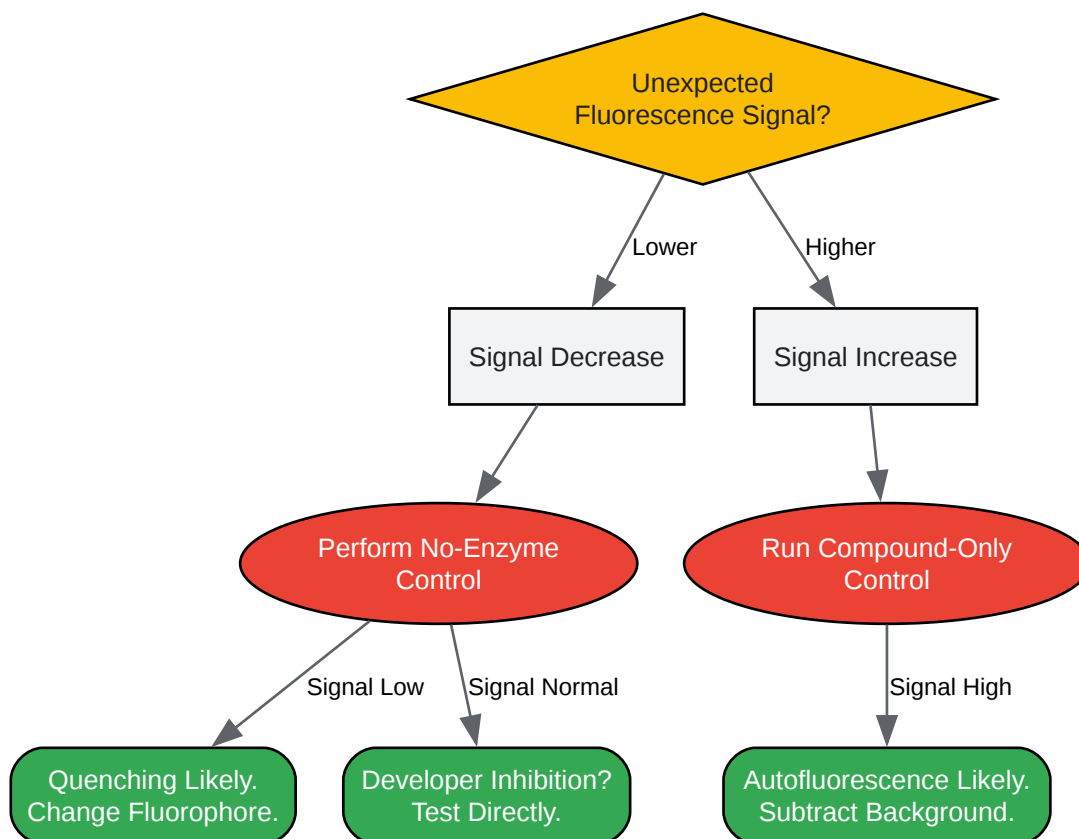 Unexpected
Fluorescence Signal?
Lower
Higher
Signal Decrease
Signal Increase
Perform No-Enzyme
Control
Run Compound-Only
Control
Signal Low
Signal Normal
Signal High
Quenching Likely.
Change Fluorophore.
Developer Inhibition?
Test Directly.
Autofluorescence Likely.
Subtract Background.